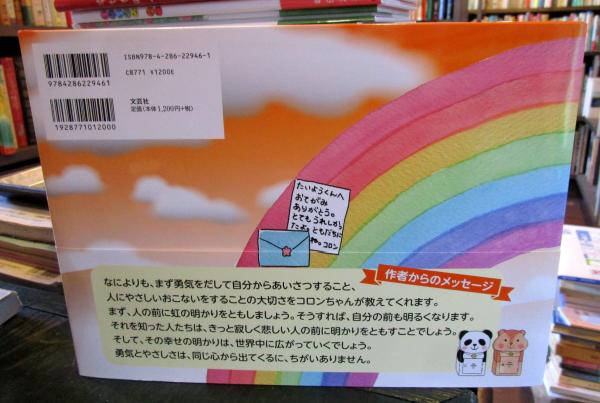 ISBN978-4-286-22946-1
C8771 ¥1200E
9784286229461
文芸社
定価(本体1,200円+税)
1928771012000
たいようくんへ
おてがみ
ありがとう。
とてもうれしかっ
たよ。ともだちに
ね。コロン
作者からのメッセージ
なによりも、まず勇気をだして自分からあいさつすること、
人にやさしいおこないをすることの大切さをコロンちゃんが教えてくれます。
まず、人の前に虹の明かりをともしましょう。そうすれば、自分の前も明るくなります。
それを知った人たちは、きっと寂しく悲しい人の前に明かりをともすことでしょう。
そして、その幸せの明かりは、世界中に広がっていくでしょう。
勇気とやさしさは、同じ心から出てくるに、ちがいありません。